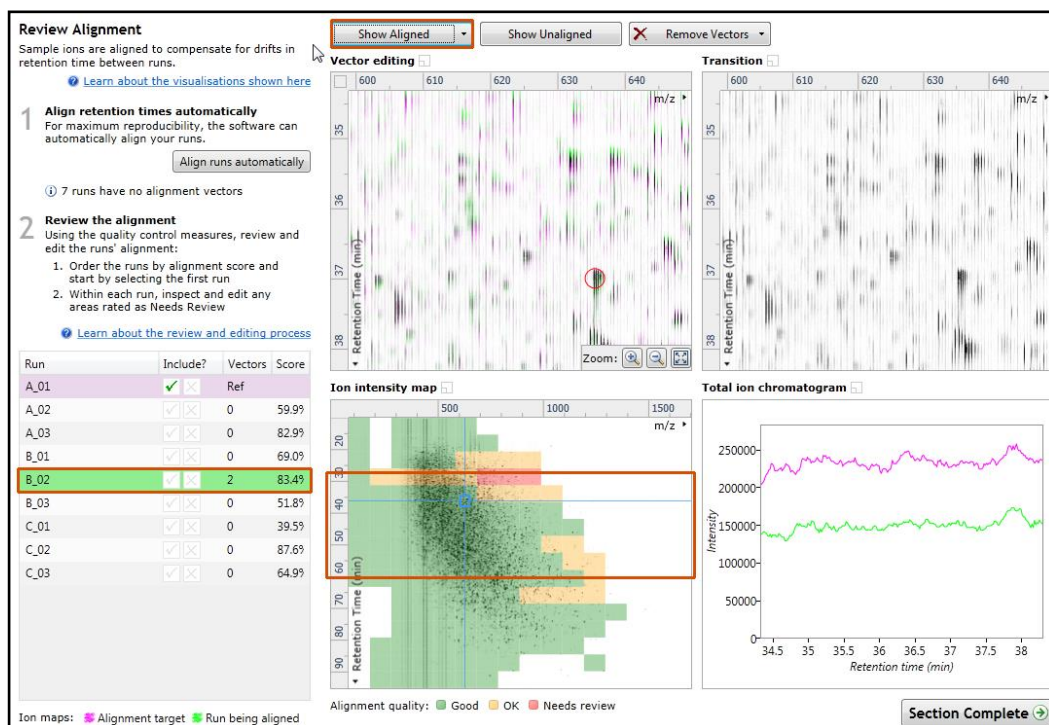 Review Alignment
Sample ions are aligned to compensate for drifts in
retention time between runs.
Learn about the visualisations shown here
1 Align retention times automatically
For maximum reproducibility, the software can
automatically align your runs.
Align runs automatically
7 runs have no alignment vectors
2 Review the alignment
Using the quality control measures, review and
edit the runs' alignment:
1. Order the runs by alignment score and
start by selecting the first run
2. Within each run, inspect and edit any
areas rated as Needs Review
Learn about the review and editing process
Run Include? Vectors Score
A_01 Ref
A_02 0 59.9%
A_03 0 82.9%
B_01 0 69.0%
B_02 2 83.4%
B_03 0 51.8%
C_01 0 39.5%
C_02 0 87.6%
C_03 0 64.9%
Ion maps: Alignment target Run being aligned
Show Aligned Show Unaligned Remove Vectors
Vector editing
600 610 620 630 640
m/z
35
36
37
38
Retention Time (min)
Zoom:
Transition
600 610 620 630 640
m/z
35
36
37
38
Retention Time (min)
Ion intensity map
500 1000 1500
m/z
20
30
40
50
60
70
80
90
Retention Time (min)
Alignment quality: Good OK Needs review
Total ion chromatogram
250000
200000
150000
100000
50000
0
Intensity
34.5 35 35.5 36 36.5 37 37.5 38
Retention time (min)
Section Complete